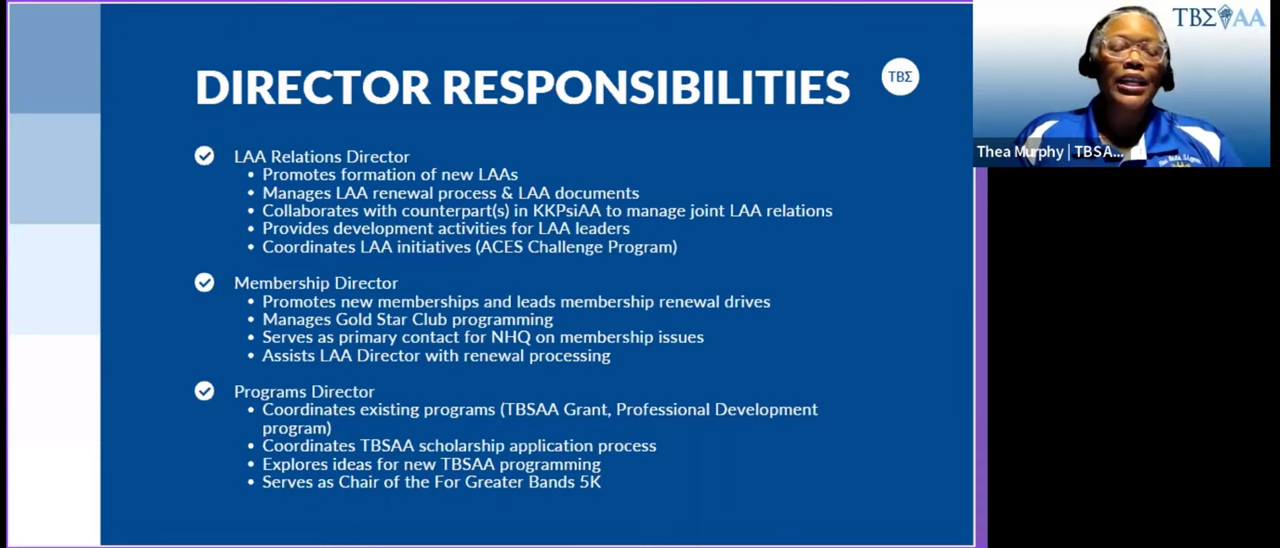 DIRECTOR RESPONSIBILITIES
TBΣ
LAA Relations Director
• Promotes formation of new LAAs
• Manages LAA renewal process & LAA documents
• Collaborates with counterpart(s) in KKPsiAA to manage joint LAA relations
• Provides development activities for LAA leaders
• Coordinates LAA initiatives (ACES Challenge Program)
Membership Director
• Promotes new memberships and leads membership renewal drives
• Manages Gold Star Club programming
• Serves as primary contact for NHQ on membership issues
• Assists LAA Director with renewal processing
Programs Director
• Coordinates existing programs (TBSAA Grant, Professional Development
program)
• Coordinates TBSAA scholarship application process
• Explores ideas for new TBSAA programming
• Serves as Chair of the For Greater Bands 5K
TBΣ AA
Thea Murphy | TBSA...